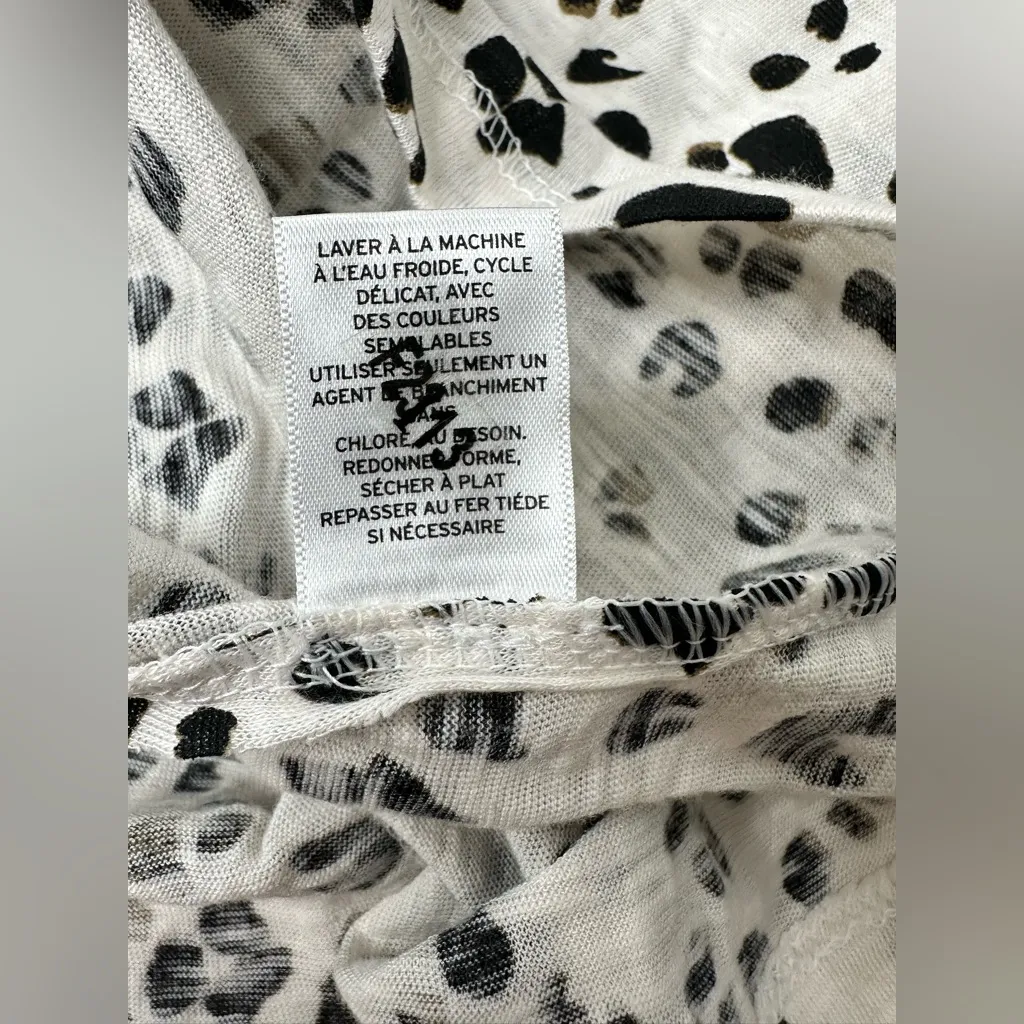 LAVER À LA MACHINE
À L'EAU FROIDE, CYCLE
DÉLICAT, AVEC
DES COULEURS
SEMBLABLES
UTILISER SEULEMENT UN
AGENT DE BLANCHIMENT
SANS
CHLORE, AU BESOIN.
REDONNER FORME,
SÉCHER À PLAT
REPASSER AU FER TIÉDE
SI NÉCESSAIRE